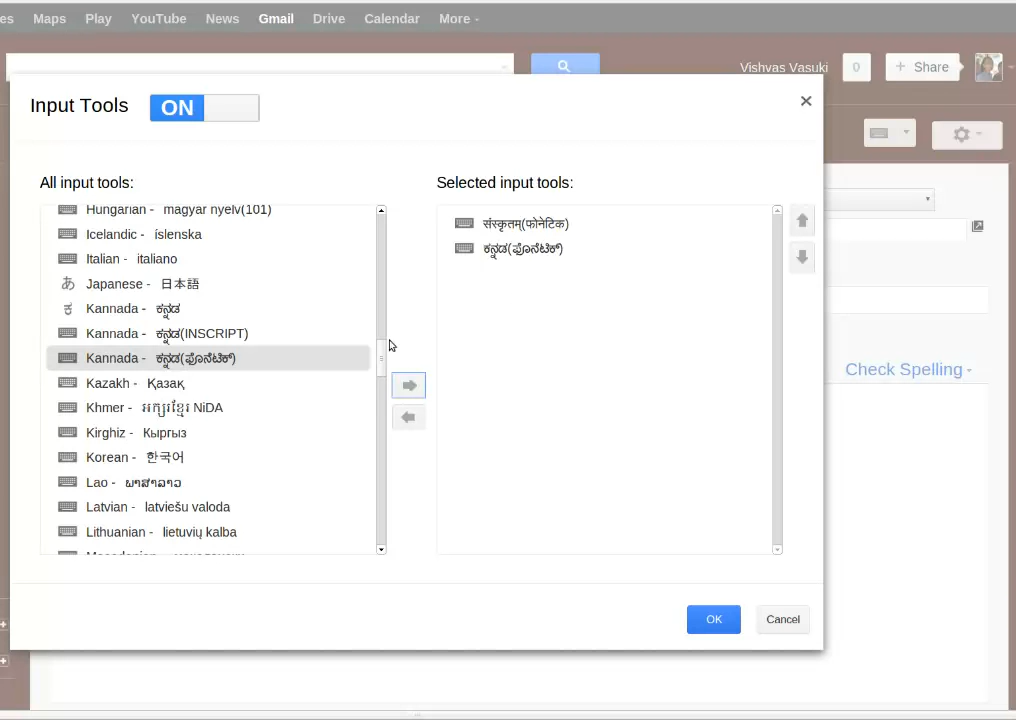 es Maps Play YouTube News Gmail Drive Calendar More
Vishvas Vasuki 0 + Share
Input Tools ON
All input tools:
Selected input tools:
Hungarian - magyar nyelv(101)
Icelandic - íslenska
Italian - italiano
あ Japanese - 日本語
ಕ Kannada - ಕನ್ನಡ
Kannada - ಕನ್ನಡ(INSCRIPT)
Kannada - ಕನ್ನಡ(ಫೊನೆಟಿಕ್)
Kazakh - Қазақ
Khmer - អក្សរខ្មែរ NiDA
Kirghiz - Кыргыз
Korean - 한국어
Lao - ພາສາລາວ
Latvian - latviešu valoda
Lithuanian - lietuvių kalba
संस्कृतम्(फोनेटिक)
ಕನ್ನಡ(ಫೊನೆಟಿಕ್)
Check Spelling
OK Cancel